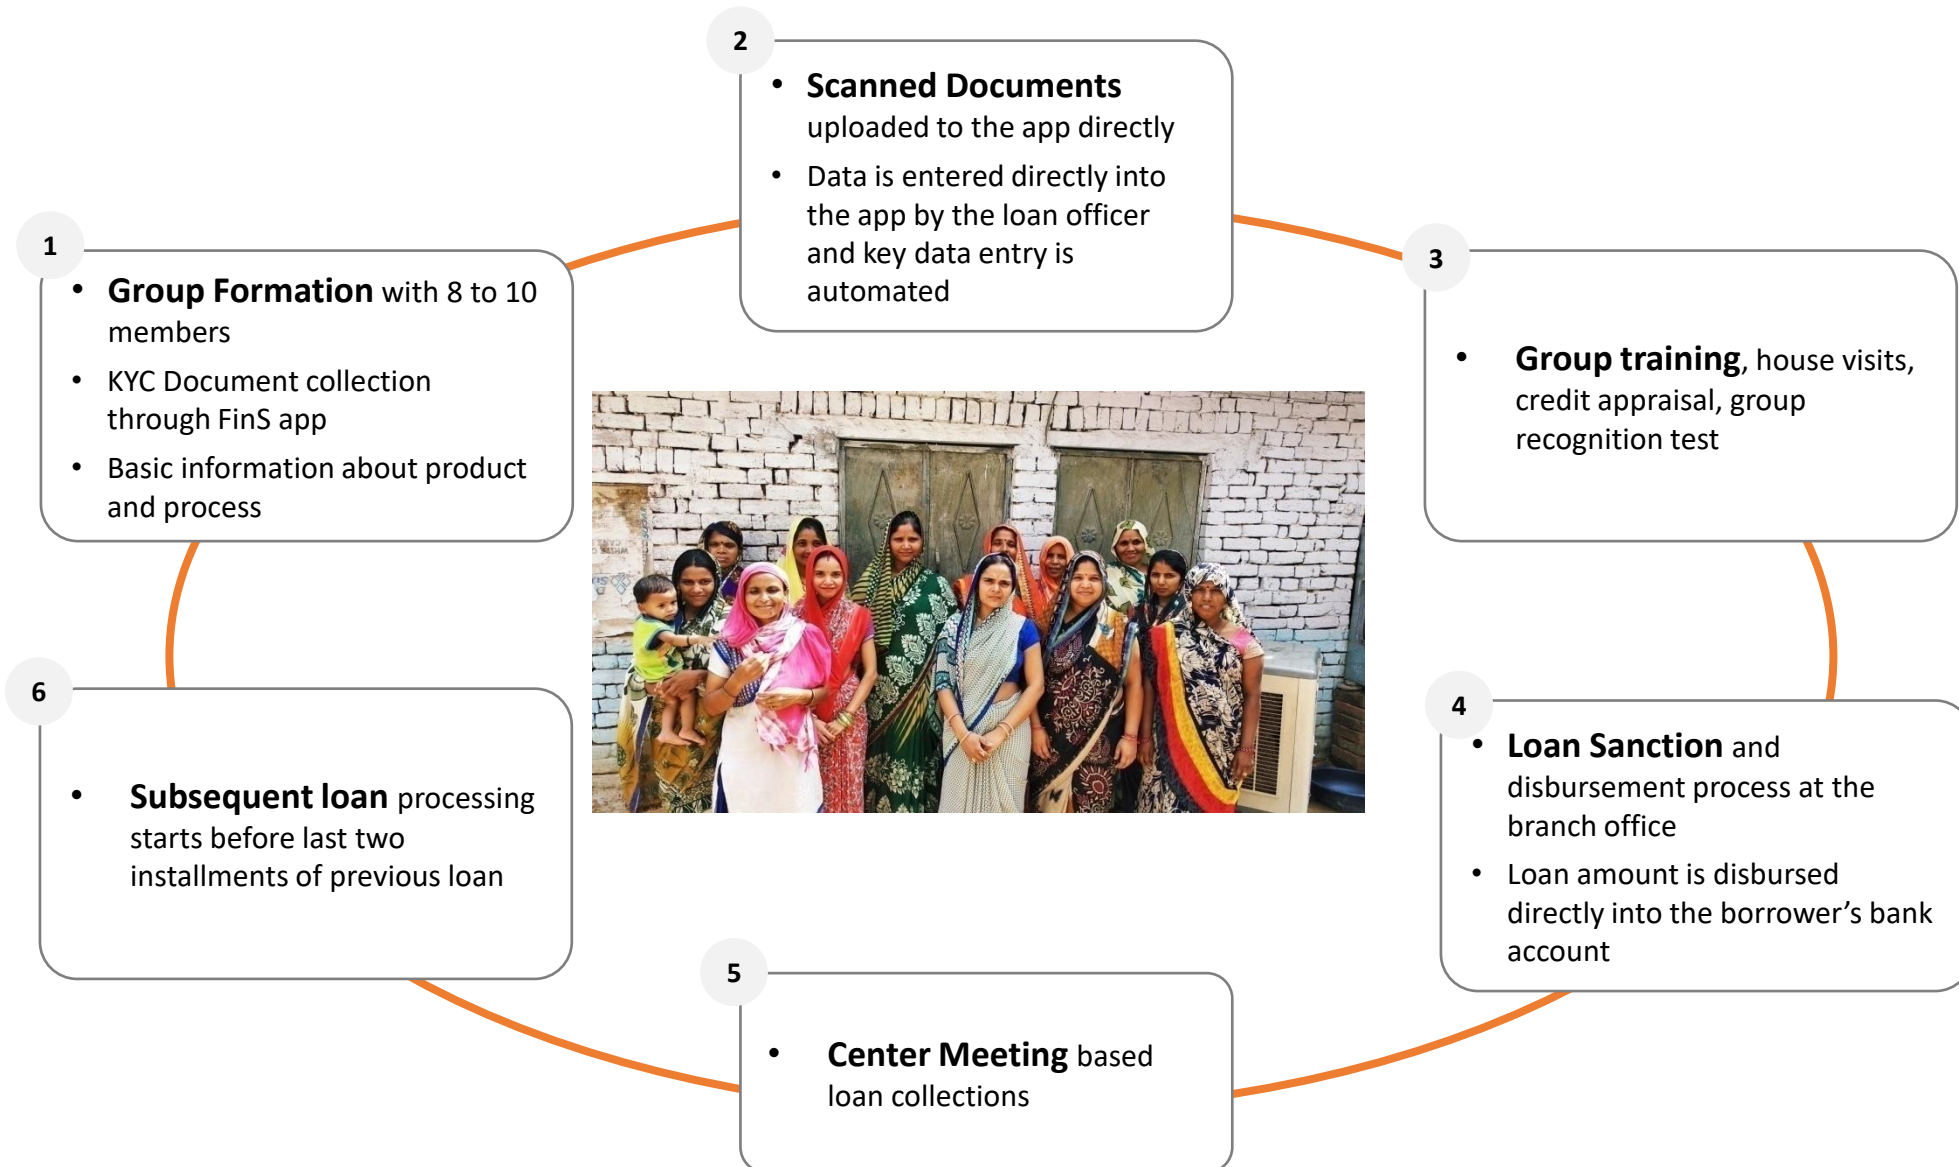 1
• Group Formation with 8 to 10
members
• KYC Document collection
through FinS app
• Basic information about product
and process
2
• Scanned Documents
uploaded to the app directly
• Data is entered directly into
the app by the loan officer
and key data entry is
automated
3
• Group training, house visits,
credit appraisal, group
recognition test
4
• Loan Sanction and
disbursement process at the
branch office
• Loan amount is disbursed
directly into the borrower’s bank
account
5
• Center Meeting based
loan collections
6
• Subsequent loan processing
starts before last two
installments of previous loan